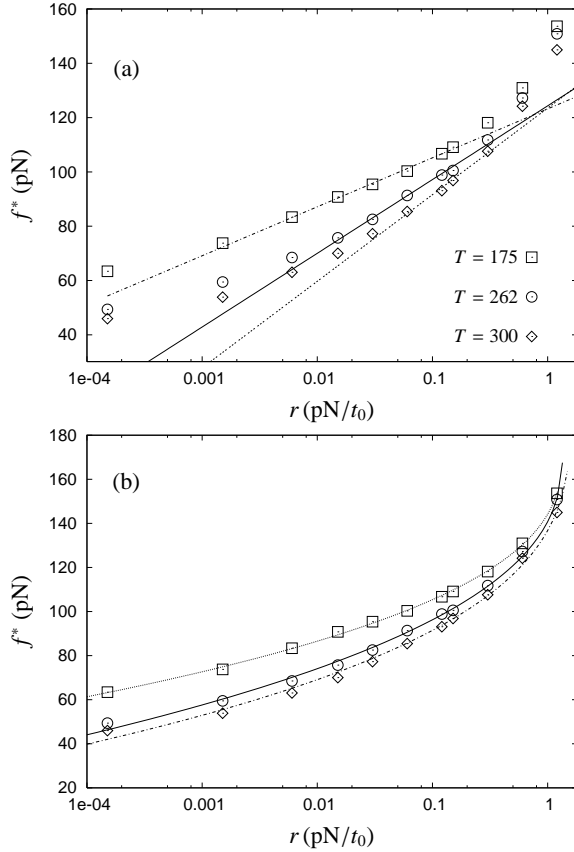 160
140
120
100
80
60
40
(a)
f* (pN)
T = 175
T = 262
T = 300
1e-04 0.001 0.01 0.1 1
r (pN/t₀)
180
160
140
120
100
80
60
40
20
(b)
f* (pN)
1e-04 0.001 0.01 0.1 1
r (pN/t₀)